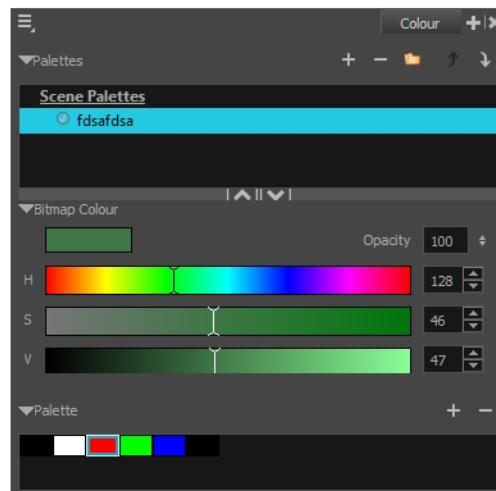 Colour
Palettes
Scene Palettes
fdsafdsa
Bitmap Colour
Opacity 100
H 128
S 46
V 47
Palette